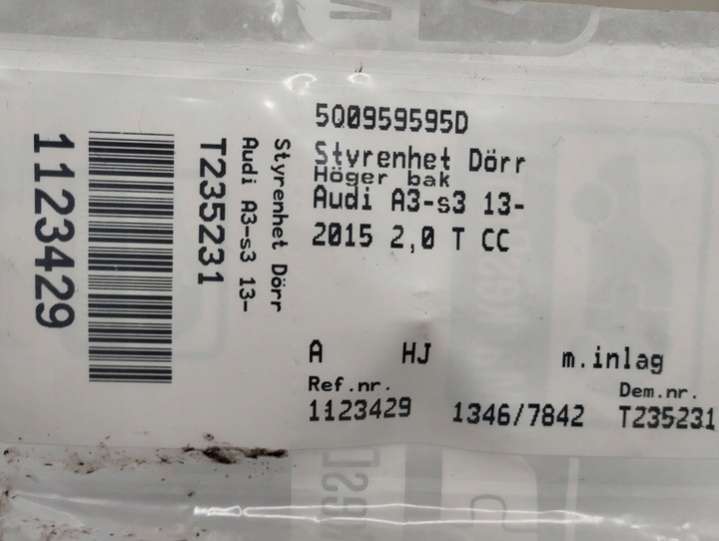 1123429
T235231
Audi A3-s3 13-
Styrenhet Dörr
5Q0959595D
Styrenhet Dörr
Höger bak
Audi A3-s3 13-
2015 2,0 T CC
A HJ m.inlag
Ref.nr. Dem.nr.
1123429 1346/7842 T235231